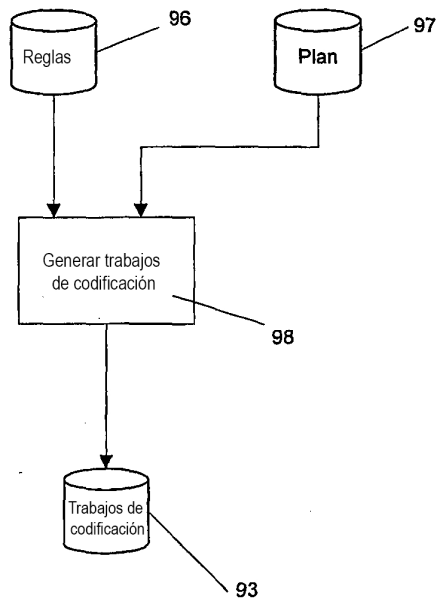 96
Reglas
97
Plan
Generar trabajos
de codificación
98
Trabajos de
codificación
93